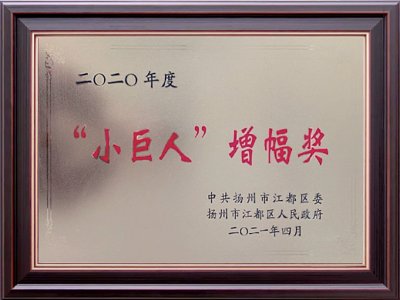 二〇二〇年度
“小巨人”增幅奖
中共扬州市江都区委
扬州市江都区人民政府
二〇二一年四月